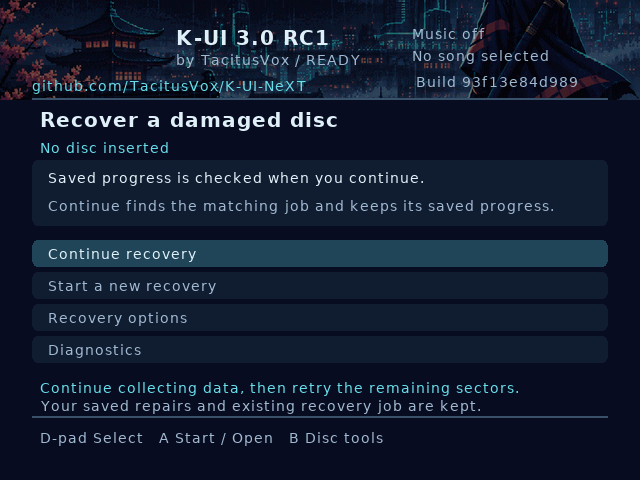 K-UI 3.0 RC1
by TacitusVox / READY
github.com/TacitusVox/K-UI-NeXT
Music off
No song selected
Build 93f13e84d989
Recover a damaged disc
No disc inserted
Saved progress is checked when you continue.
Continue finds the matching job and keeps its saved progress.
Continue recovery
Start a new recovery
Recovery options
Diagnostics
Continue collecting data, then retry the remaining sectors.
Your saved repairs and existing recovery job are kept.
D-pad Select   A Start / Open   B Disc tools